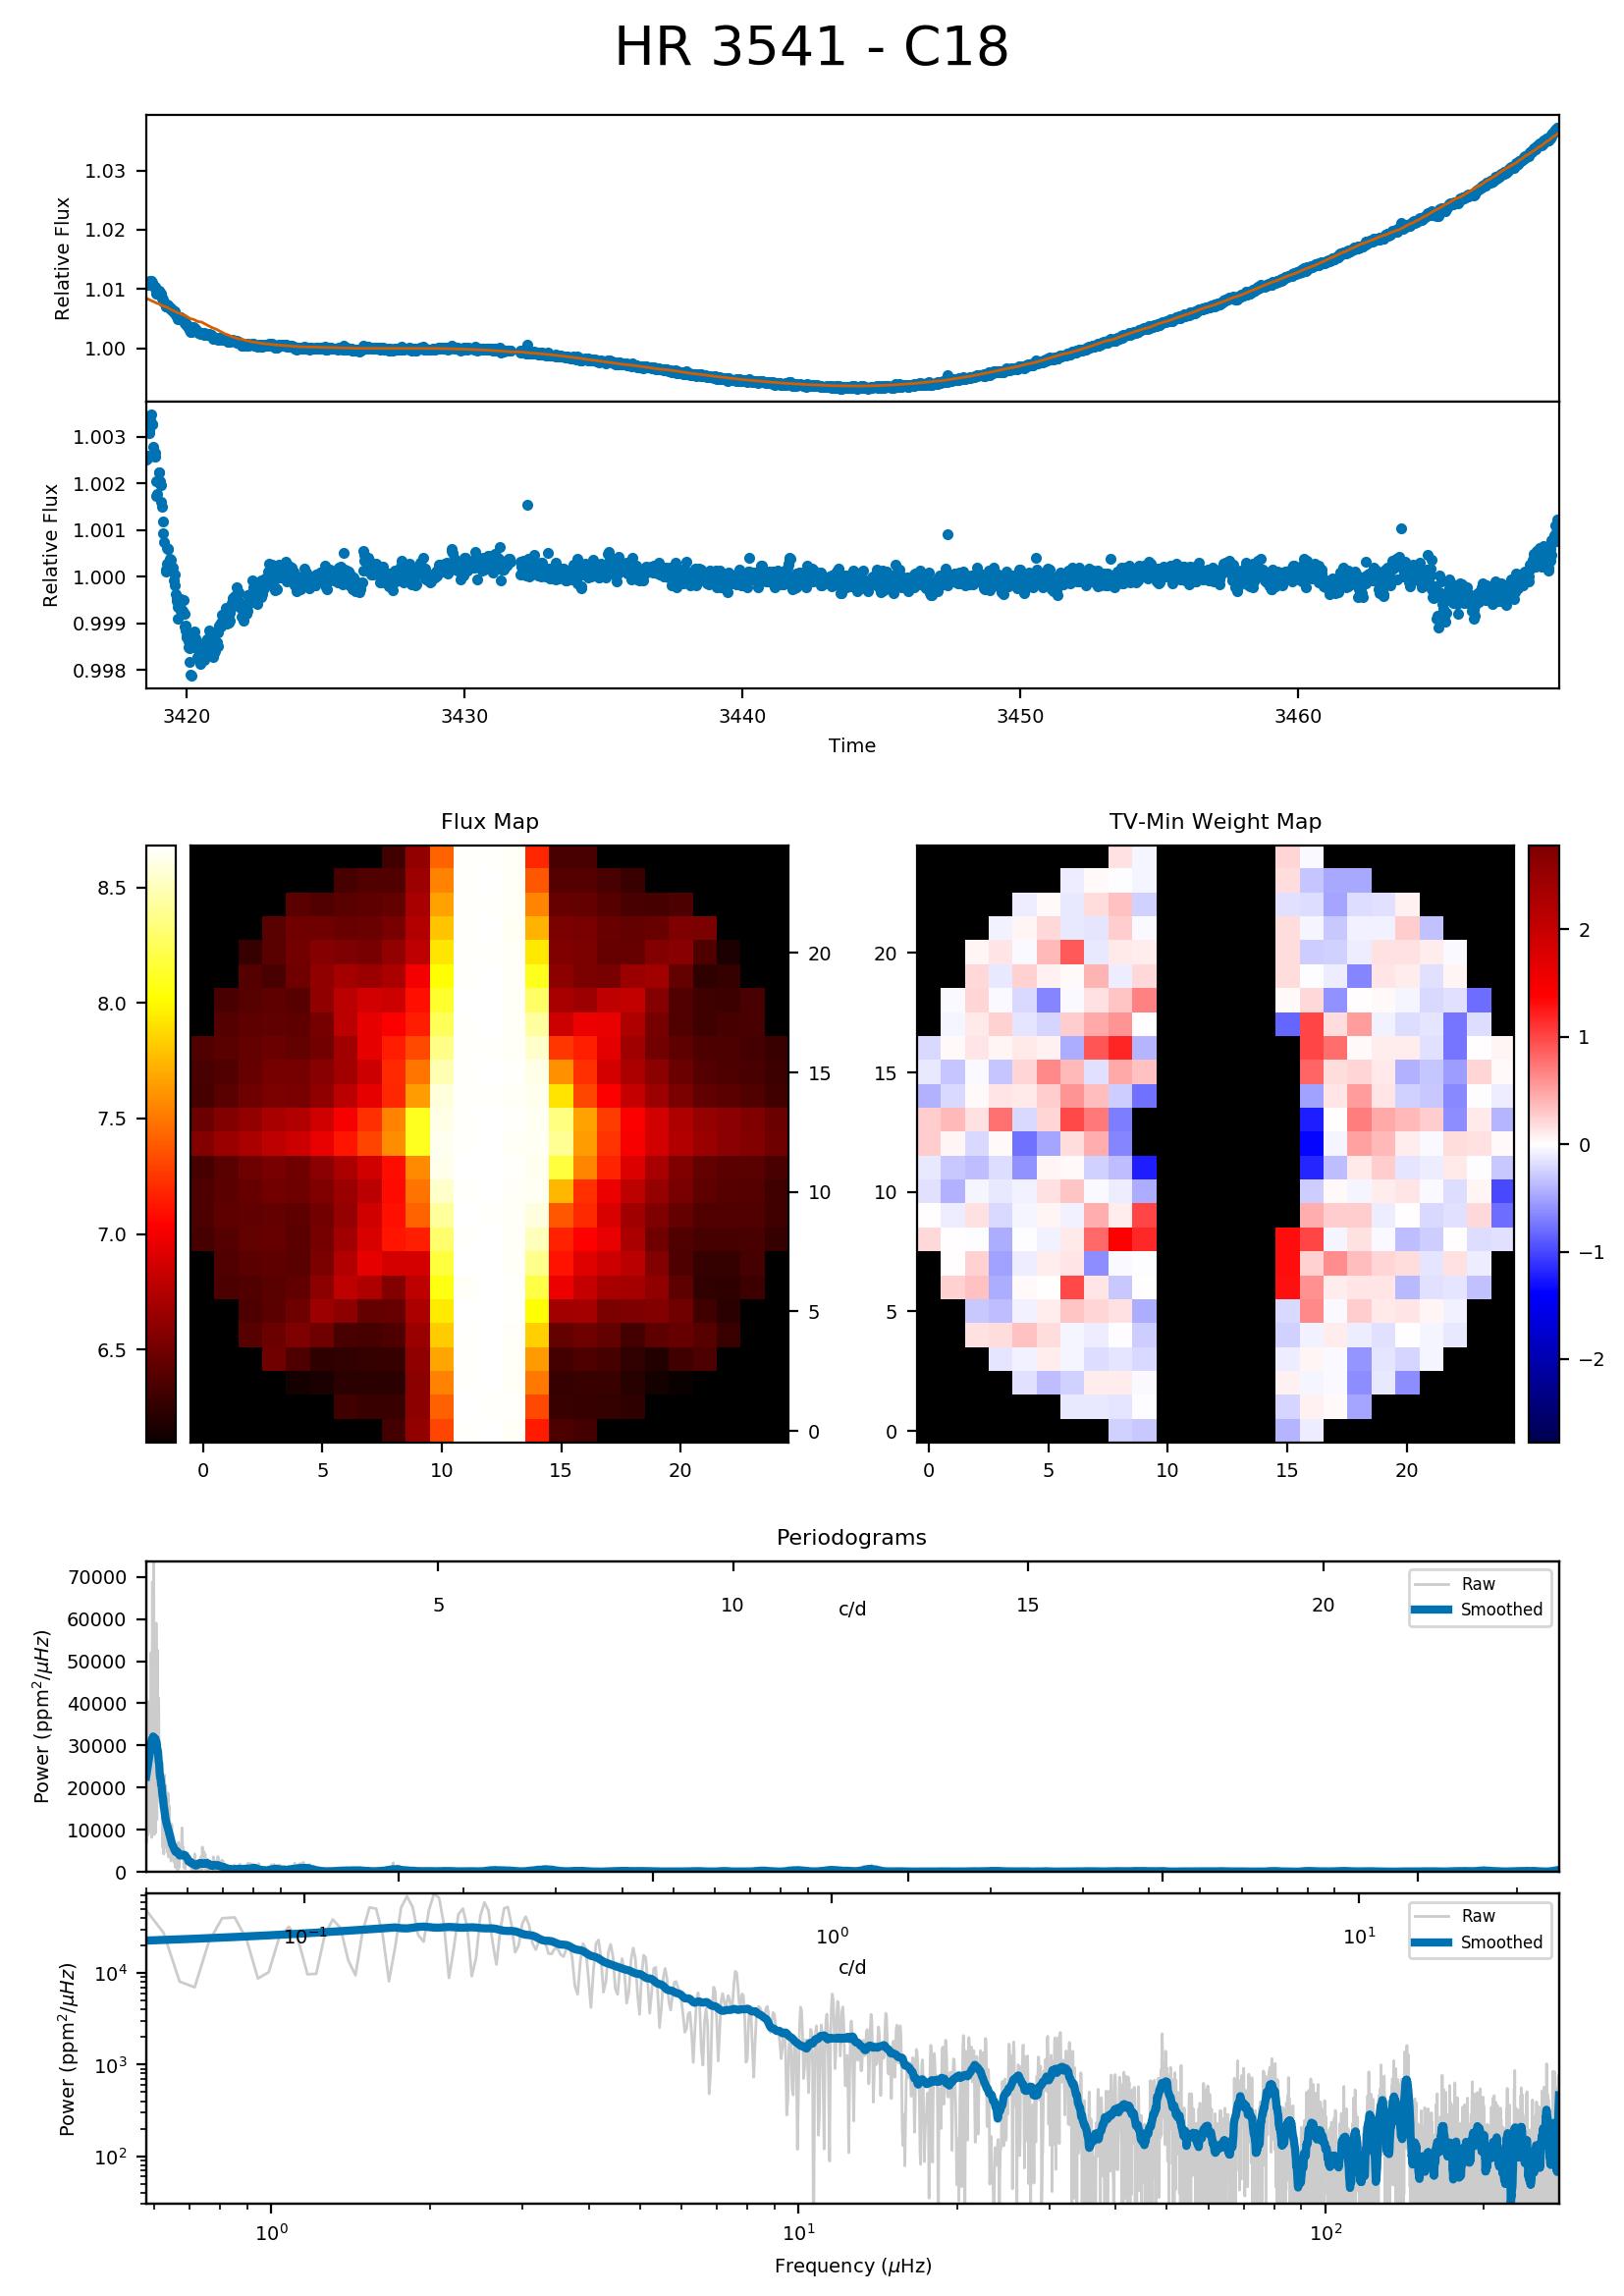 HR 3541 - C18
Relative Flux
1.03
1.02
1.01
1.00
Relative Flux
1.003
1.002
1.001
1.000
0.999
0.998
3420 3430 3440 3450 3460
Time
Flux Map
8.5
8.0
7.5
7.0
6.5
20
15
10
5
0
0 5 10 15 20
TV-Min Weight Map
20
15
10
5
0
0 5 10 15 20
2
1
0
−1
−2
Periodograms
Power (ppm²/μHz)
70000
60000
50000
40000
30000
20000
10000
0
5 10 15 20
c/d
Raw
Smoothed
Power (ppm²/μHz)
10⁴
10³
10²
10⁻¹ 10⁰ 10¹
c/d
Raw
Smoothed
10⁰ 10¹ 10²
Frequency (μHz)